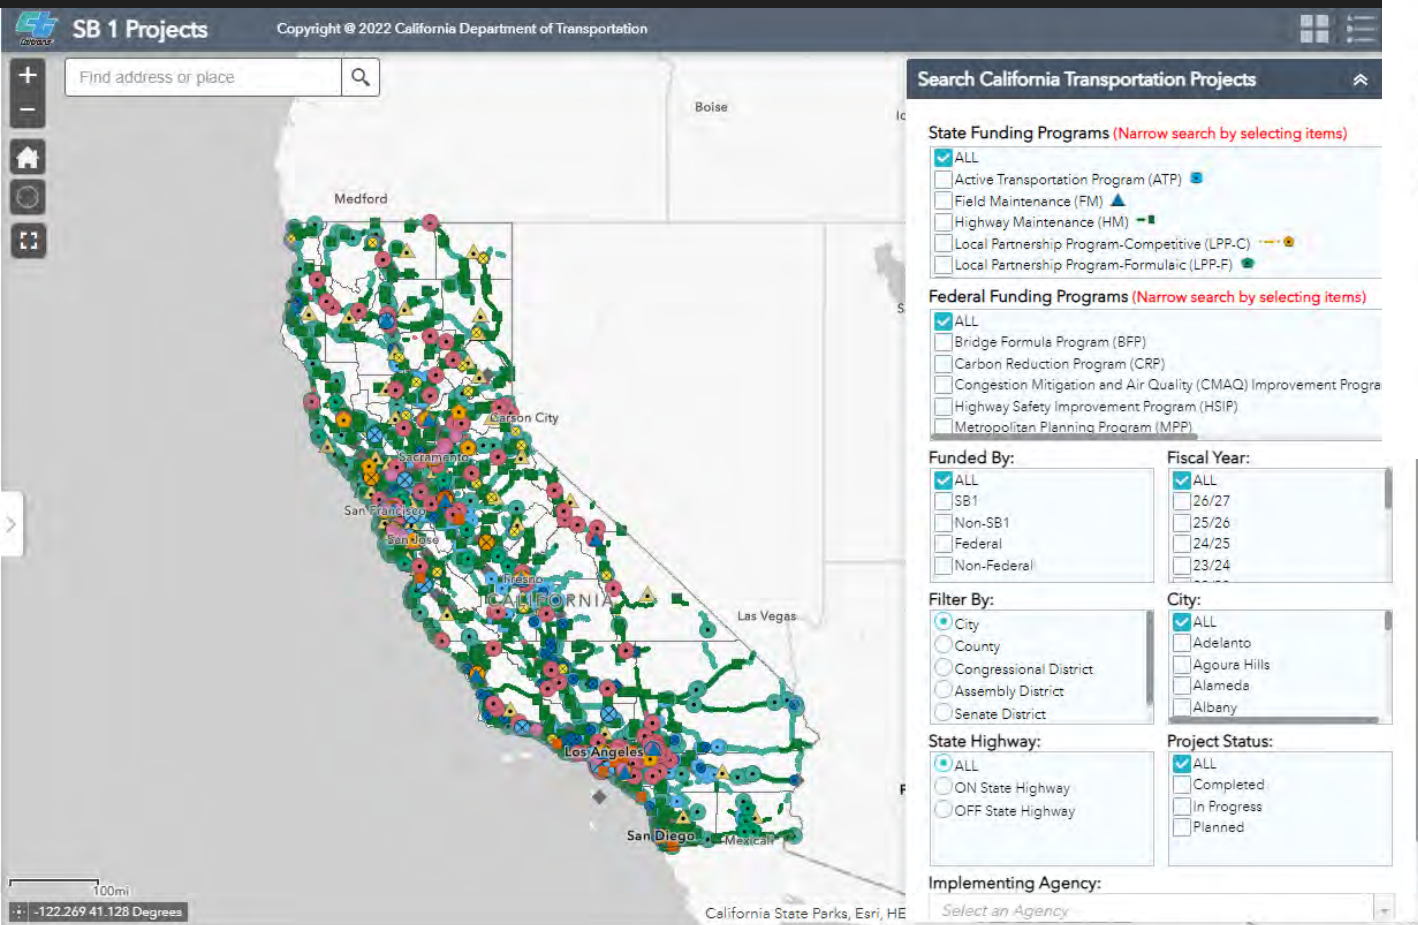 SB 1 Projects
Copyright @ 2022 California Department of Transportation
Caltrans
+
Find address or place
−
Search California Transportation Projects
State Funding Programs (Narrow search by selecting items)
ALL
Active Transportation Program (ATP)
Field Maintenance (FM)
Highway Maintenance (HM)
Local Partnership Program-Competitive (LPP-C)
Local Partnership Program-Formulaic (LPP-F)
Federal Funding Programs (Narrow search by selecting items)
ALL
Bridge Formula Program (BFP)
Carbon Reduction Program (CRP)
Congestion Mitigation and Air Quality (CMAQ) Improvement Progra
Highway Safety Improvement Program (HSIP)
Metropolitan Planning Program (MPP)
Funded By:
ALL
SB1
Non-SB1
Federal
Non-Federal
Fiscal Year:
ALL
26/27
25/26
24/25
23/24
Filter By:
City
County
Congressional District
Assembly District
Senate District
City:
ALL
Adelanto
Agoura Hills
Alameda
Albany
State Highway:
ALL
ON State Highway
OFF State Highway
Project Status:
ALL
Completed
In Progress
Planned
Implementing Agency:
Select an Agency
Boise
Medford
Carson City
Sacramento
San Francisco
San Jose
Fresno
CALIFORNIA
Las Vegas
Los Angeles
San Diego
Mexicali
100mi
-122.269 41.128 Degrees
California State Parks, Esri, HE